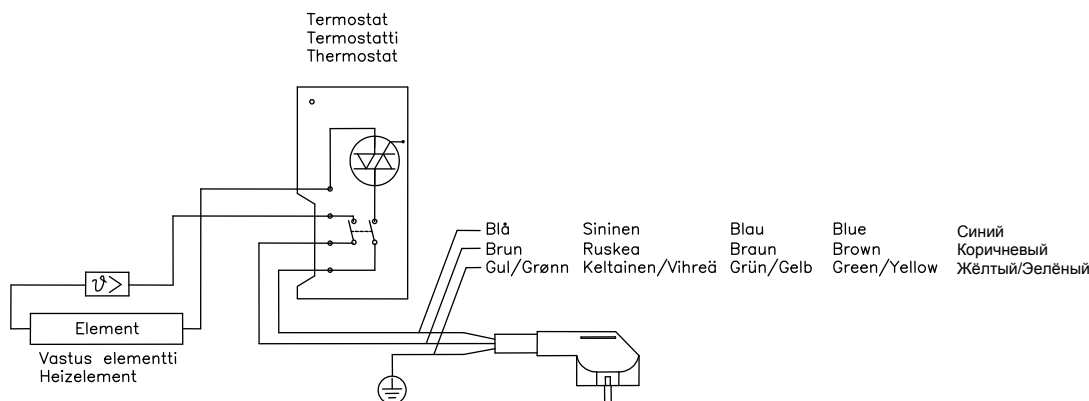 Termostat
Termostatti
Thermostat
Blå Sininen Blau Blue Синий
Brun Ruskea Braun Brown Коричневый
Gul/Grønn Keltainen/Vihreä Grün/Gelb Green/Yellow Жёлтый/Эелёный
ϑ>
Element
Vastus elementti
Heizelement